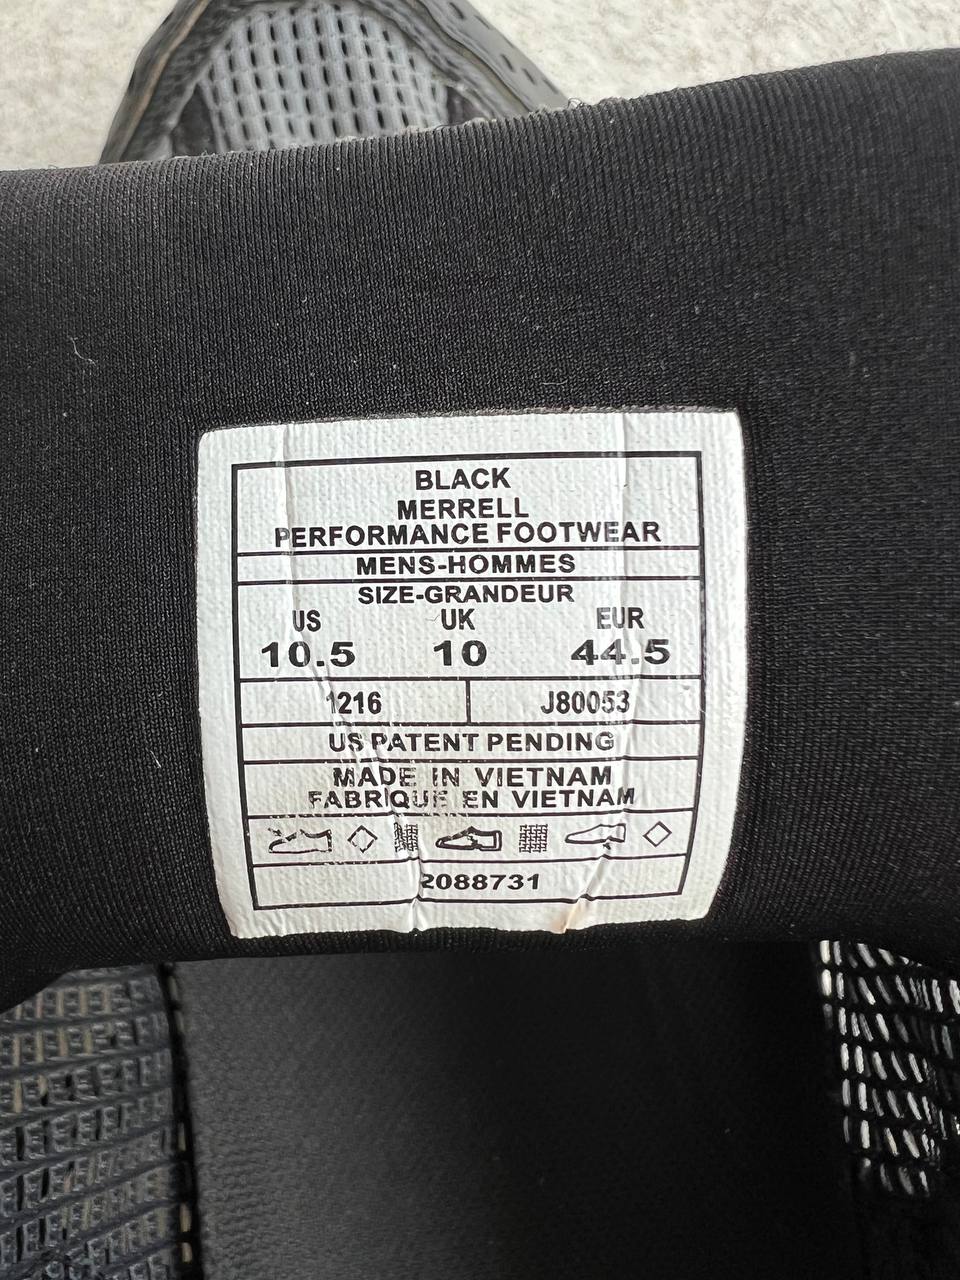 BLACK
MERRELL
PERFORMANCE FOOTWEAR
MENS-HOMMES
SIZE-GRANDEUR
US UK EUR
10.5 10 44.5
1216 J80053
US PATENT PENDING
MADE IN VIETNAM
FABRIQUE EN VIETNAM
2088731